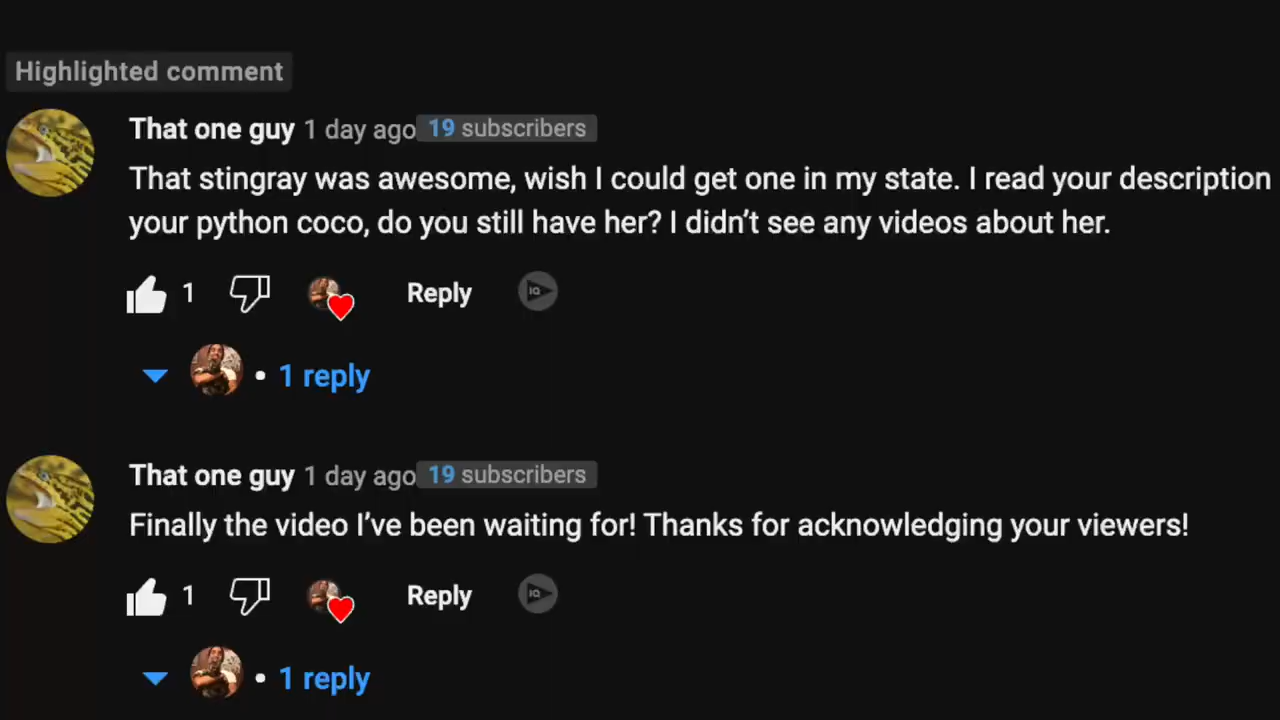 Highlighted comment
That one guy 1 day ago 19 subscribers
That stingray was awesome, wish I could get one in my state. I read your description
your python coco, do you still have her? I didn’t see any videos about her.
1 Reply IQ
• 1 reply
That one guy 1 day ago 19 subscribers
Finally the video I’ve been waiting for! Thanks for acknowledging your viewers!
1 Reply IQ
• 1 reply